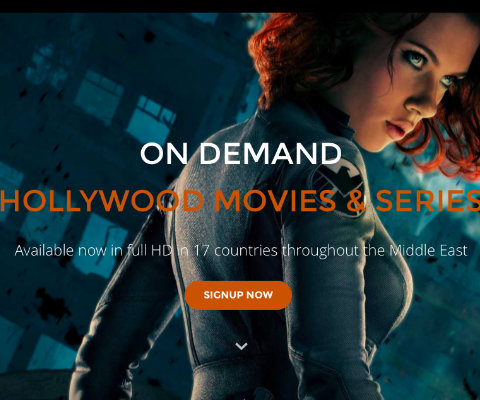 ON DEMAND
HOLLYWOOD MOVIES & SERIES
Available now in full HD in 17 countries throughout the Middle East
SIGNUP NOW